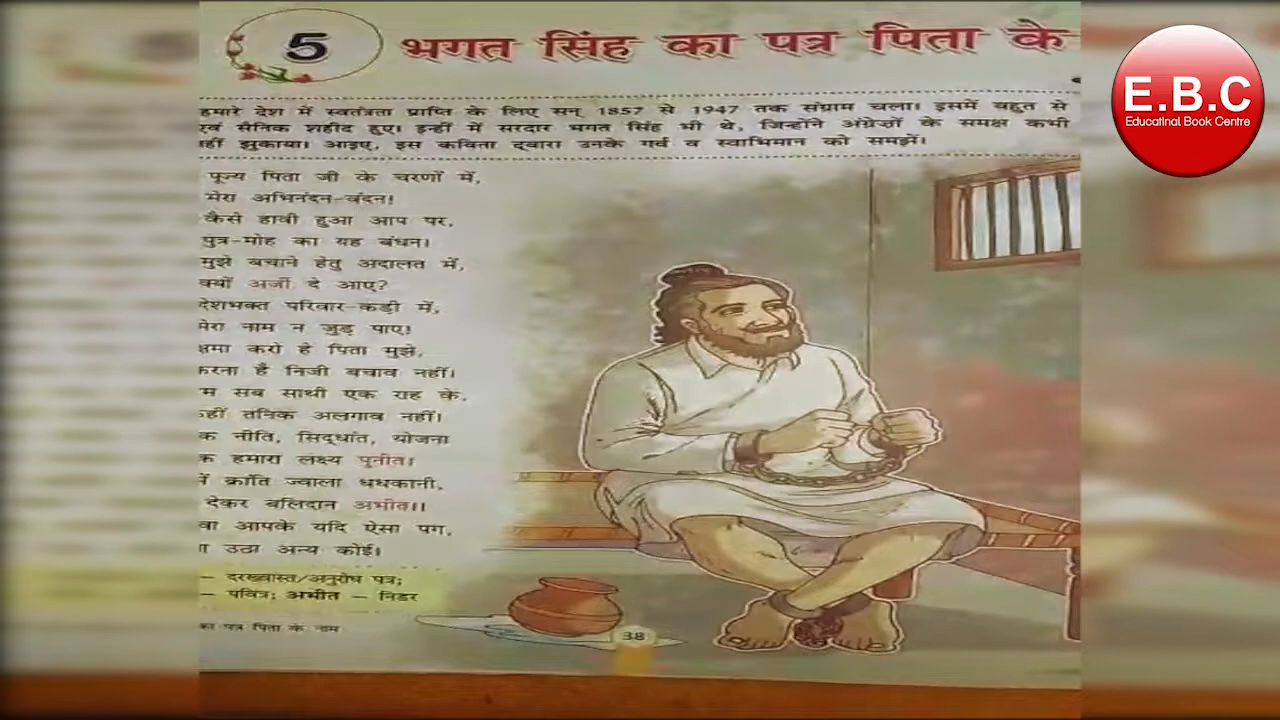 5 भगत सिंह का पत्र पिता के
हमारे देश में स्वतंत्रता प्राप्ति के लिए सन् 1857 से 1947 तक संग्राम चला। इसमें बहुत से
एवं सैनिक शहीद हुए। इन्हीं में सरदार भगत सिंह भी थे, जिन्होंने अंग्रेज़ों के समक्ष कभी
नहीं झुकाया। आइए, इस कविता द्वारा उनके गर्व व स्वाभिमान को समझें।
पूज्य पिता जी के चरणों में,
मेरा अभिनंदन-वंदन!
कैसे हावी हुआ आप पर,
पुत्र-मोह का यह बंधन।
मुझे बचाने हेतु अदालत में,
क्यों अर्जी दे आए?
देशभक्त परिवार-कड़ी में,
मेरा नाम न जुड़ पाए!
क्षमा करो हे पिता मुझे,
करना है निजी बचाव नहीं।
सब साथी एक राह के,
कहीं तनिक अलगाव नहीं।
नीति, सिद्धांत, योजना
हमारा लक्ष्य पुनीत।
क्रांति ज्वाला धधकानी,
देकर बलिदान अभीत।।
आपके यदि ऐसा पग,
उठा अन्य कोई।
– दरख्वास्त/अनुरोध पत्र;
– पवित्र; अभीत – निडर
का पत्र पिता के नाम
38
E.B.C
Educatinal Book Centre